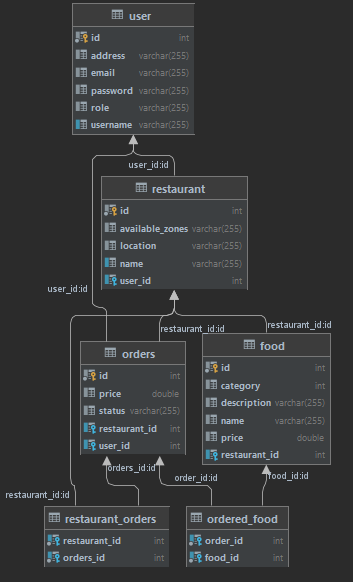 user
id int
address varchar(255)
email varchar(255)
password varchar(255)
role varchar(255)
username varchar(255)
user_id:id
restaurant
id int
available_zones varchar(255)
location varchar(255)
name varchar(255)
user_id int
user_id:id
restaurant_id:id
restaurant_id:id
orders
id int
price double
status varchar(255)
restaurant_id int
user_id int
food
id int
category int
description varchar(255)
name varchar(255)
price double
restaurant_id int
orders_id:id
order_id:id
food_id:id
restaurant_id:id
restaurant_orders
restaurant_id int
orders_id int
ordered_food
order_id int
food_id int